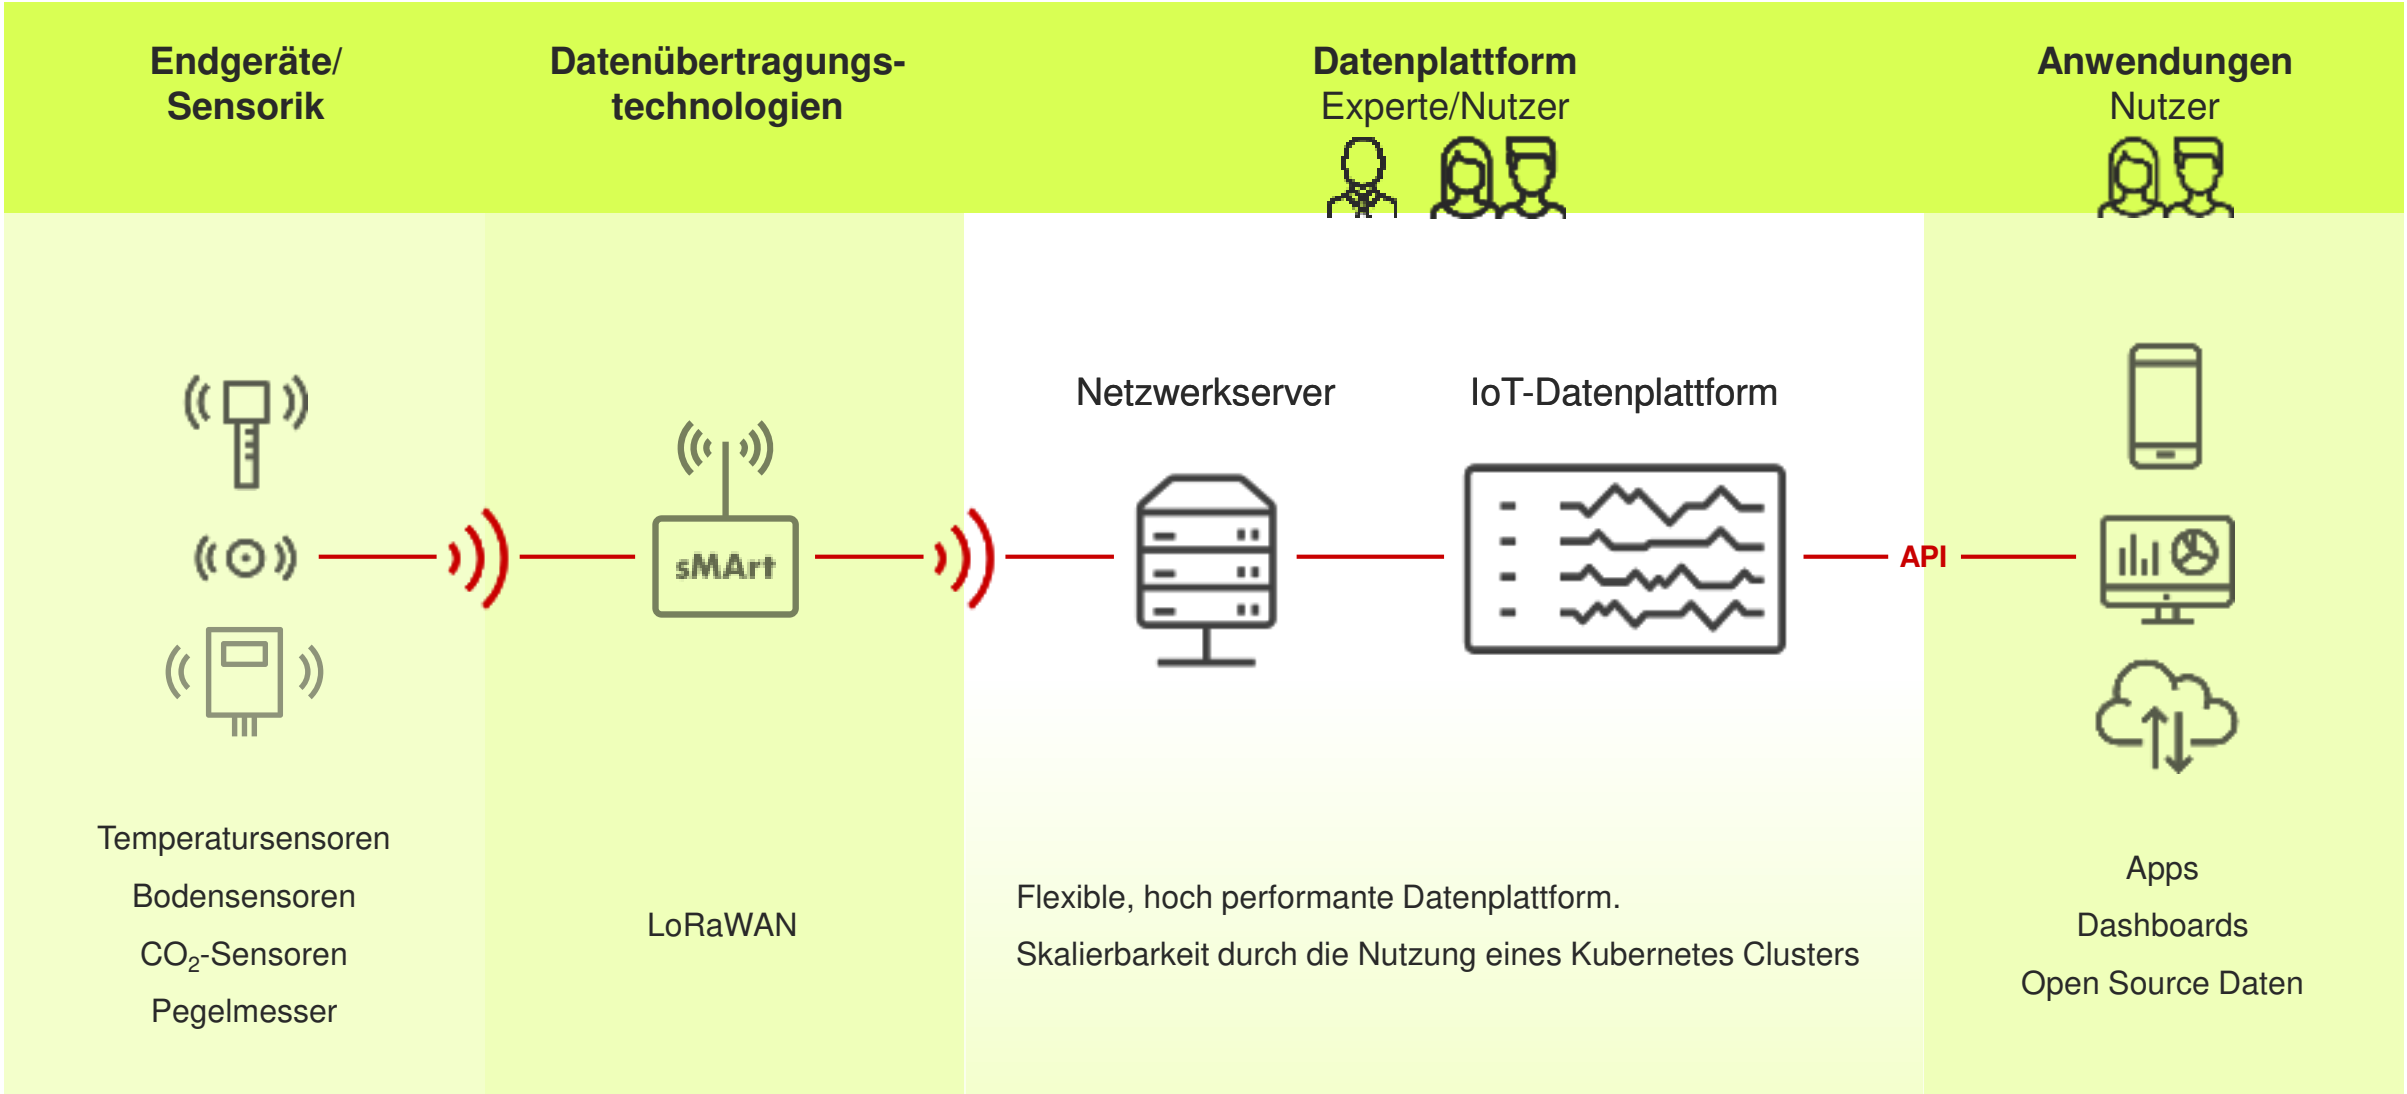 Endgeräte/
Sensorik
Datenübertragungs-
technologien
Datenplattform
Experte/Nutzer
Anwendungen
Nutzer
Netzwerkserver
IoT-Datenplattform
sMArt
API
Temperatursensoren
Bodensensoren
CO₂-Sensoren
Pegelmesser
LoRaWAN
Flexible, hoch performante Datenplattform.
Skalierbarkeit durch die Nutzung eines Kubernetes Clusters
Apps
Dashboards
Open Source Daten